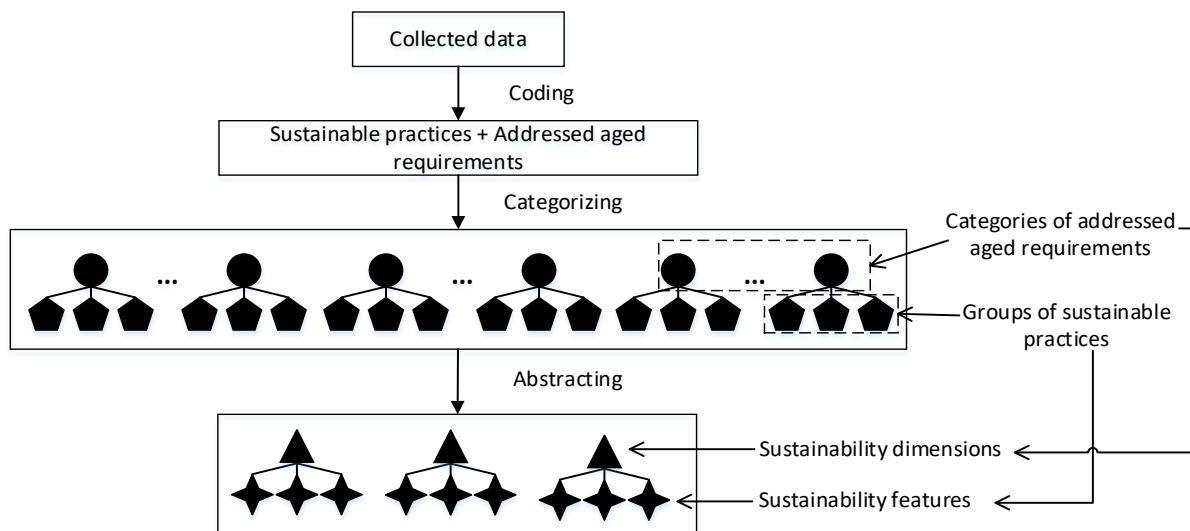 Collected data
Coding
Sustainable practices + Addressed aged
requirements
Categorizing
Categories of addressed
aged requirements
... ... ...
Groups of sustainable
practices
Abstracting
Sustainability dimensions
Sustainability features